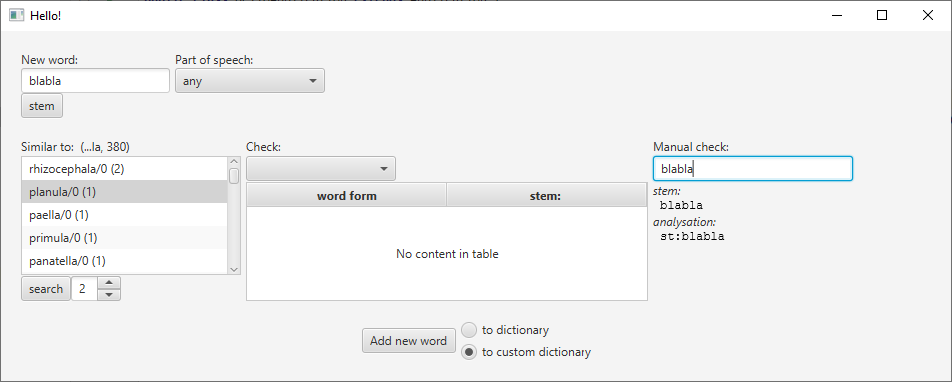 Hello!
New word:
Part of speech:
blabla
any
stem
Similar to: (...la, 380)
Check:
Manual check:
rhizocephala/0 (2)
planula/0 (1)
paella/0 (1)
primula/0 (1)
panatella/0 (1)
word form
stem:
No content in table
blabla
stem:
blabla
analysation:
st:blabla
search
2
Add new word
to dictionary
to custom dictionary